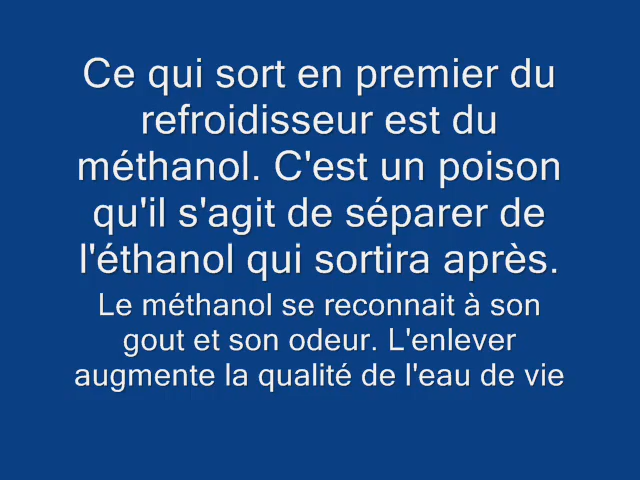 Ce qui sort en premier du
refroidisseur est du
méthanol. C'est un poison
qu'il s'agit de séparer de
l'éthanol qui sortira après.
Le méthanol se reconnait à son
gout et son odeur. L'enlever
augmente la qualité de l'eau de vie